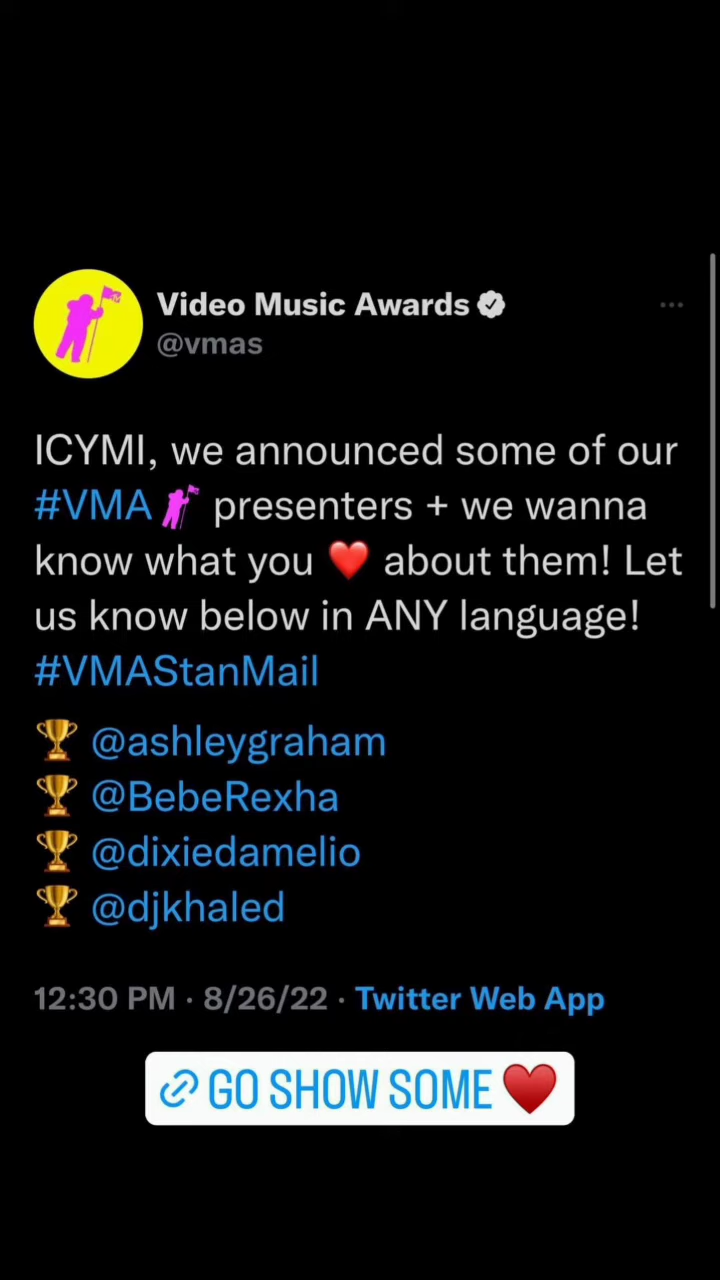 Video Music Awards
@vmas
ICYMI, we announced some of our
#VMA presenters + we wanna
know what you ❤️ about them! Let
us know below in ANY language!
#VMAStanMail
🏆 @ashleygraham
🏆 @BebeRexha
🏆 @dixiedamelio
🏆 @djkhaled
12:30 PM · 8/26/22 · Twitter Web App
GO SHOW SOME ❤️